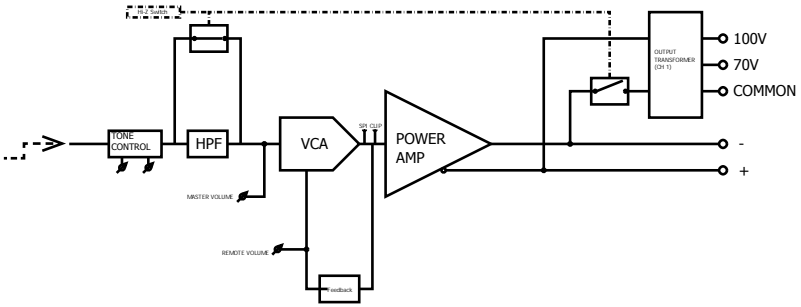 Hi-Z Switch
OUTPUT
TRANSFORMER
(CH 1)
100V
70V
COMMON
TONE
CONTROL
HPF
VCA
SPI CLIP
POWER
AMP
-
+
MASTER VOLUME
REMOTE VOLUME
Feedback